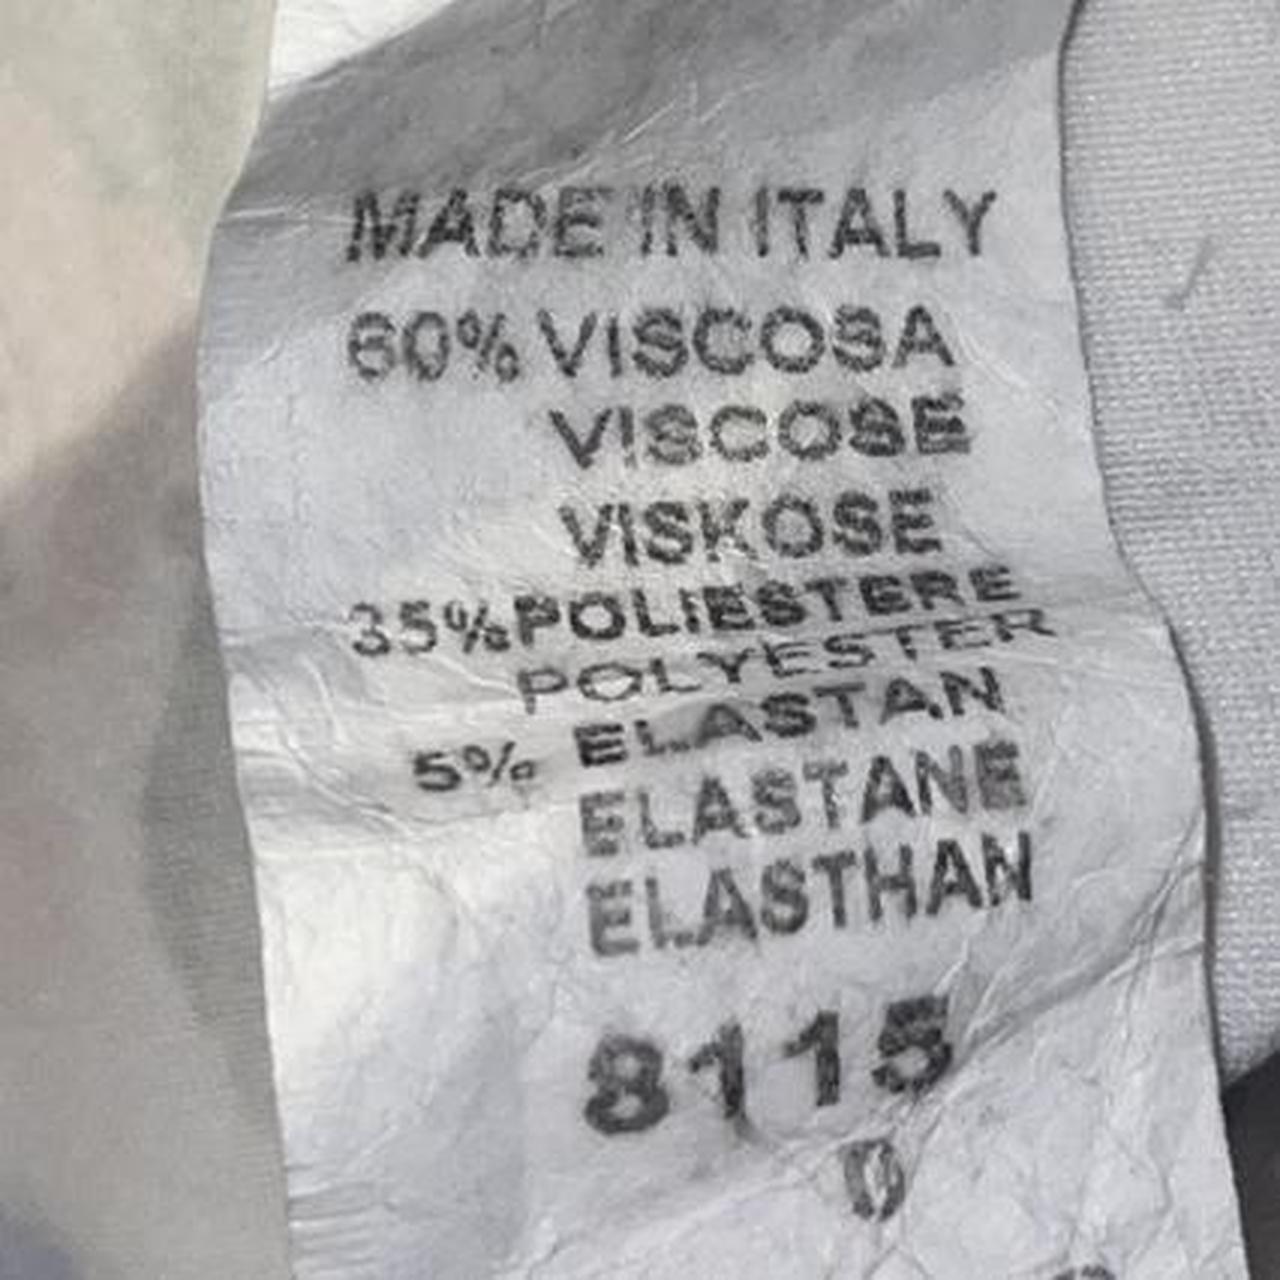 MADE IN ITALY
60% VISCOSA
VISCOSE
VISKOSE
35% POLIESTERE
POLYESTER
5% ELASTAN
ELASTANE
ELASTHAN
8115
0